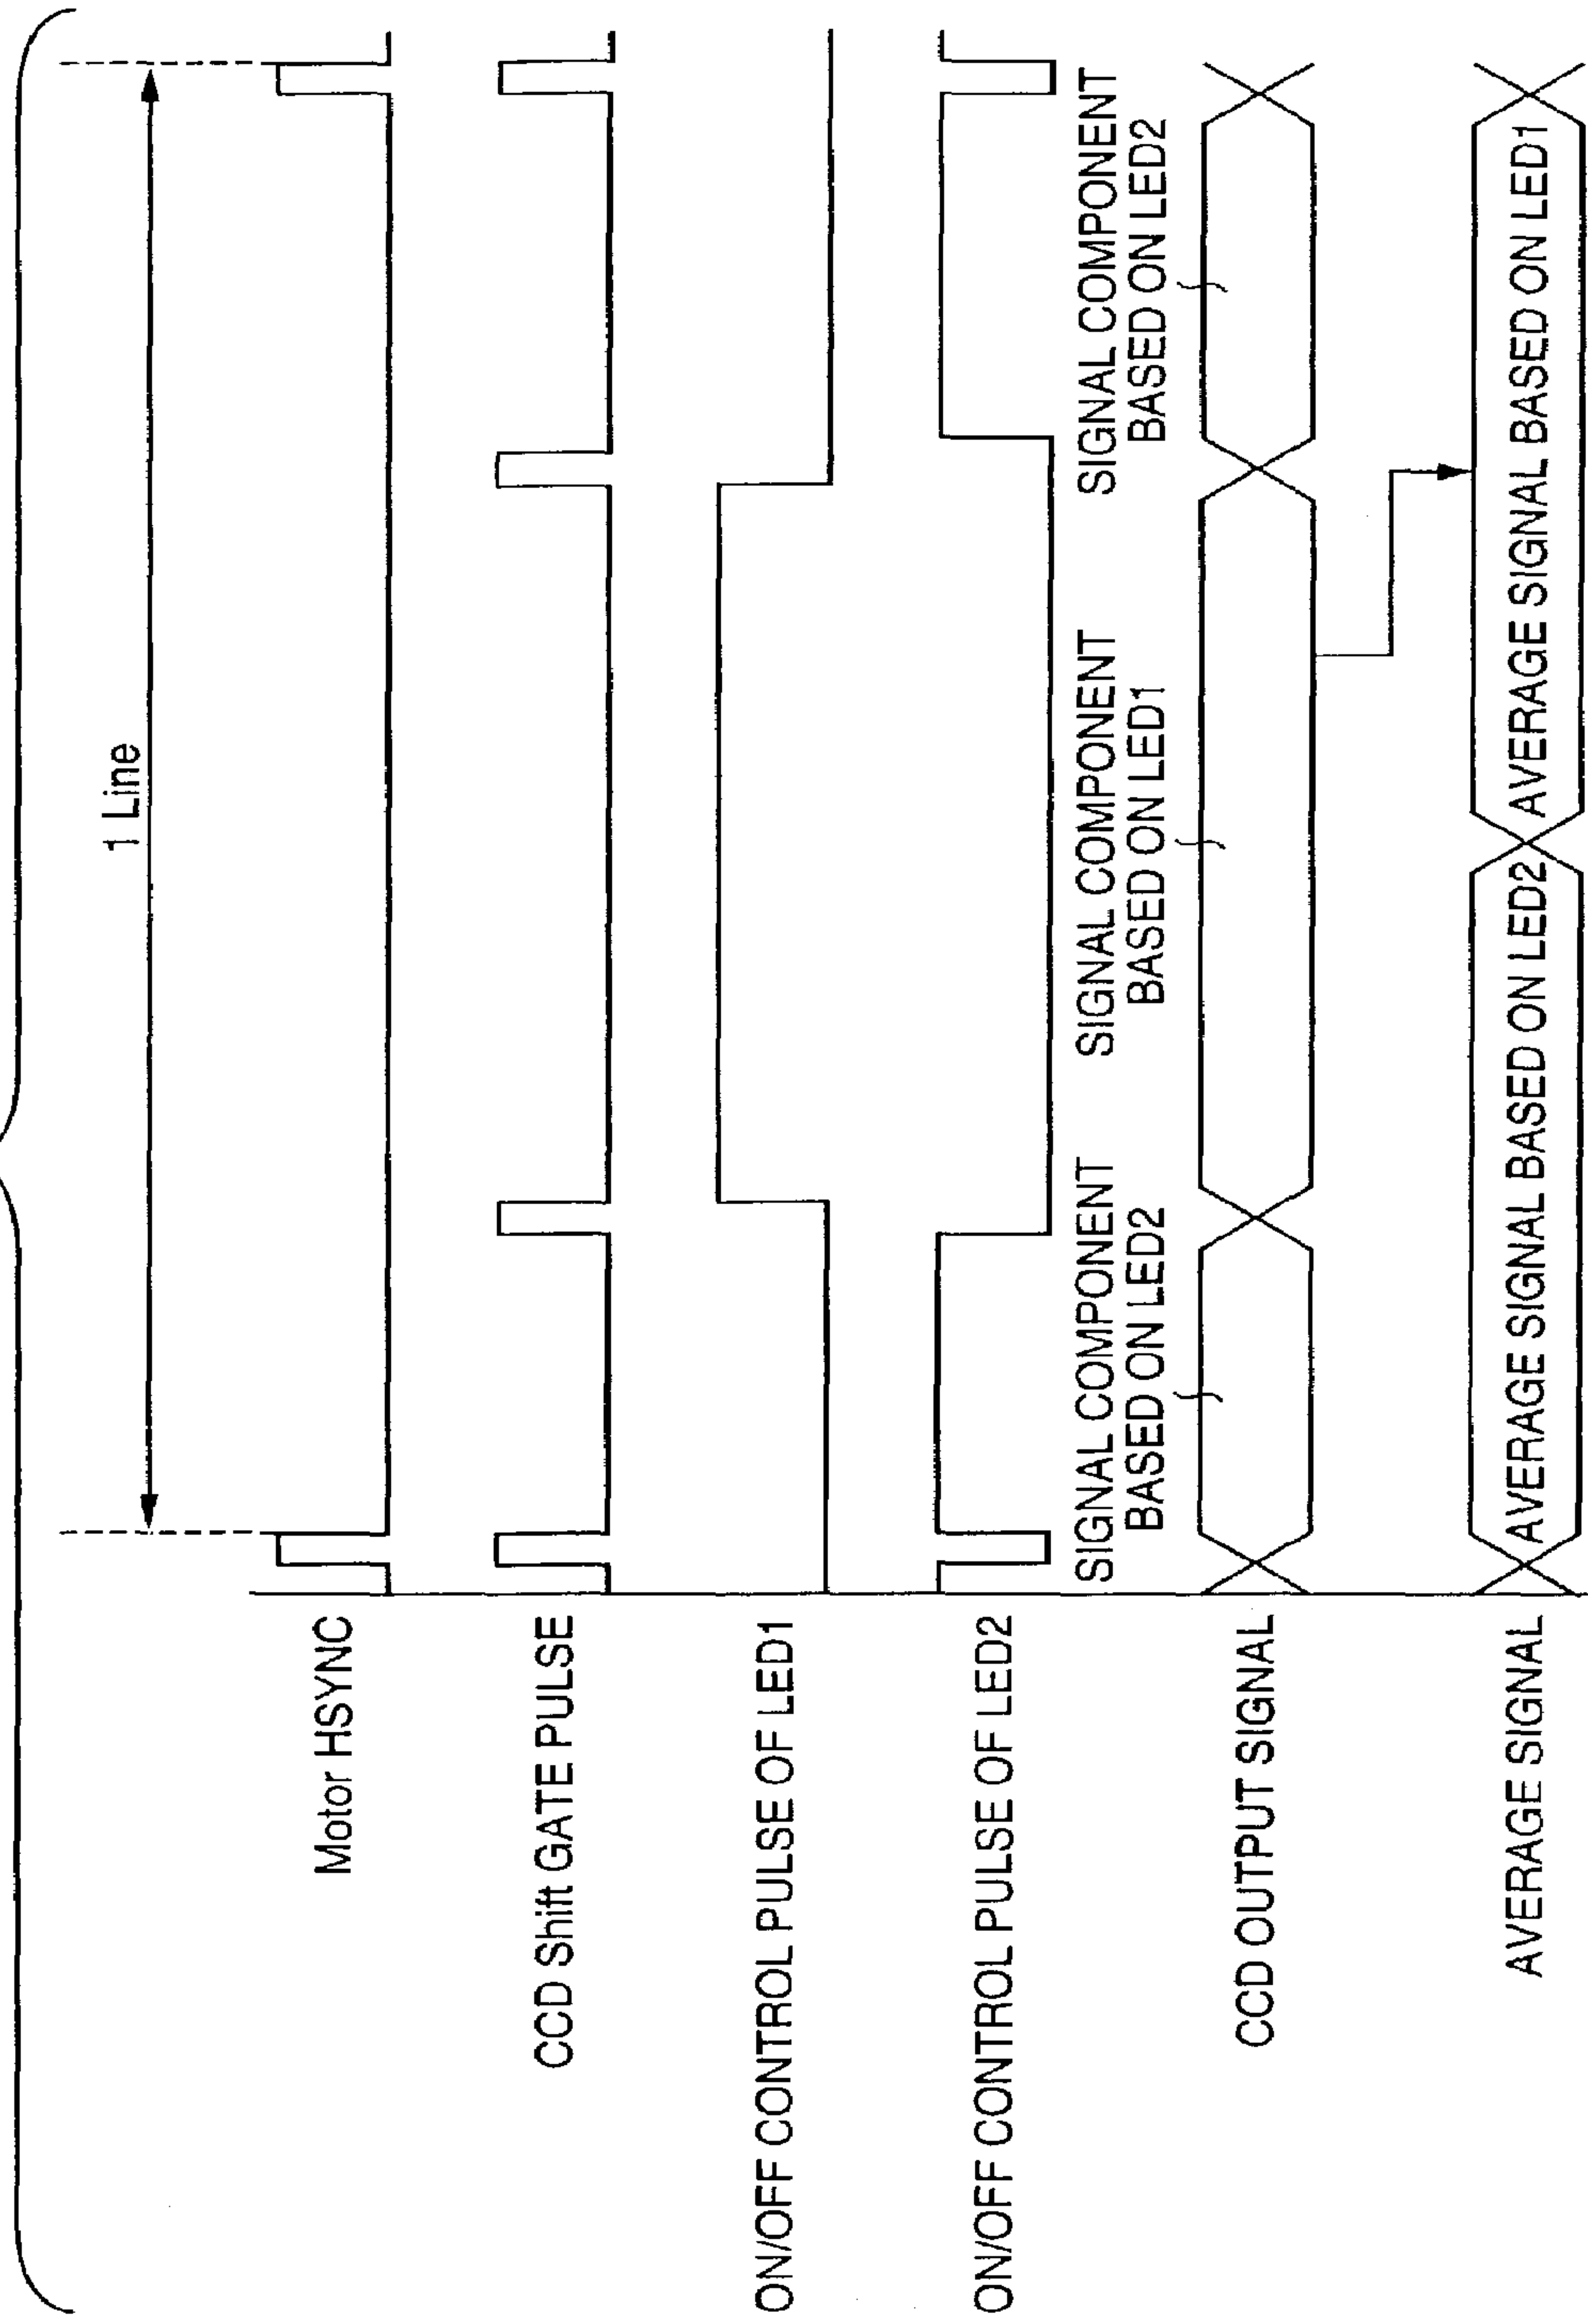 1 Line
Motor HSYNC
CCD Shift GATE PULSE
ON/OFF CONTROL PULSE OF LED1
ON/OFF CONTROL PULSE OF LED2
SIGNAL COMPONENT
BASED ON LED2
SIGNAL COMPONENT
BASED ON LED1
SIGNAL COMPONENT
BASED ON LED2
CCD OUTPUT SIGNAL
AVERAGE SIGNAL
AVERAGE SIGNAL BASED ON LED2
AVERAGE SIGNAL BASED ON LED1